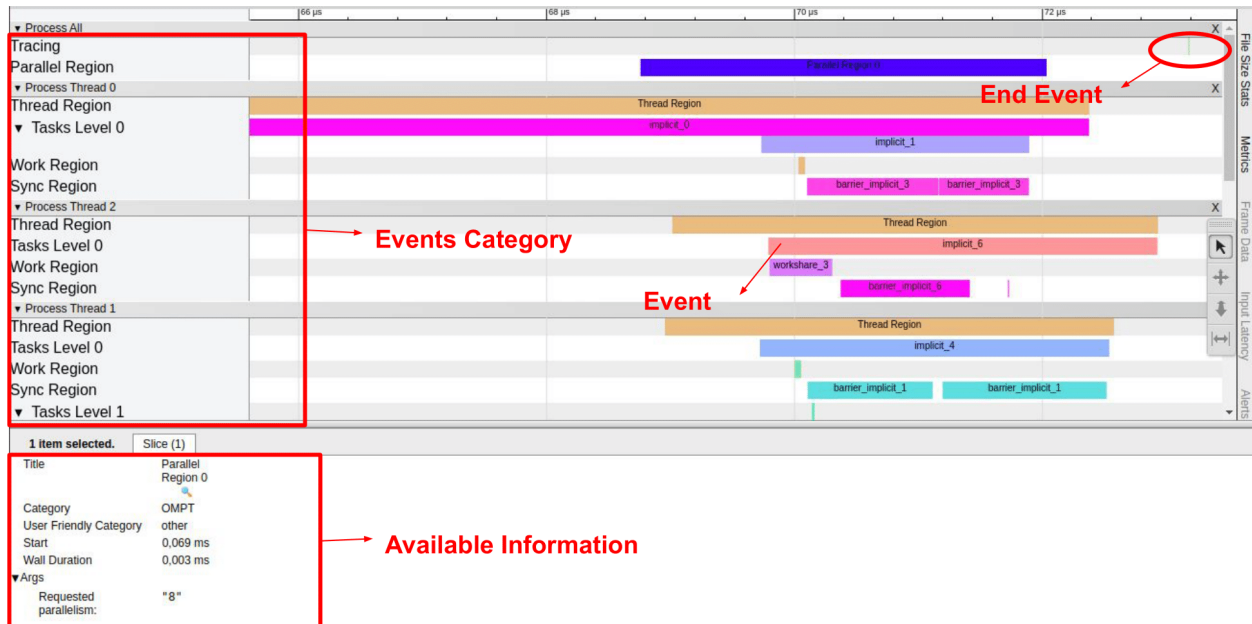 66 µs 68 µs 70 µs 72 µs
▾ Process All X
Tracing
Parallel Region Parallel Region 0
End Event
▾ Process Thread 0 X
Thread Region Thread Region
▾ Tasks Level 0 implicit_0
implicit_1
Work Region
Sync Region barrier_implicit_3 barrier_implicit_3
▾ Process Thread 2 X
Thread Region Thread Region
Events Category
Tasks Level 0 implicit_6
Work Region workshare_3
Sync Region barrier_implicit_6
Event
▾ Process Thread 1
Thread Region Thread Region
Tasks Level 0 implicit_4
Work Region
Sync Region barrier_implicit_1 barrier_implicit_1
▾ Tasks Level 1
File Size Stats
Metrics
Frame Data
Input Latency
Alerts
1 item selected. Slice (1)
Title Parallel
Region 0
Category OMPT
User Friendly Category other
Start 0,069 ms
Wall Duration 0,003 ms
▾Args
Requested "8"
parallelism:
Available Information